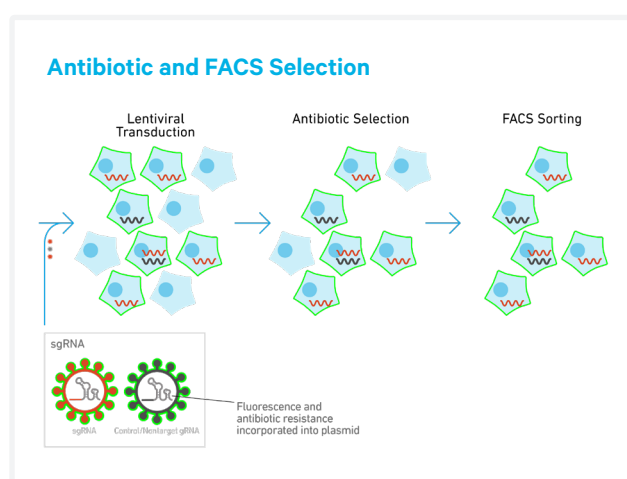 Antibiotic and FACS Selection
Lentiviral
Transduction
Antibiotic Selection
FACS Sorting
sgRNA
sgRNA
Control/Nontarget gRNA
Fluorescence and
antibiotic resistance
incorporated into plasmid